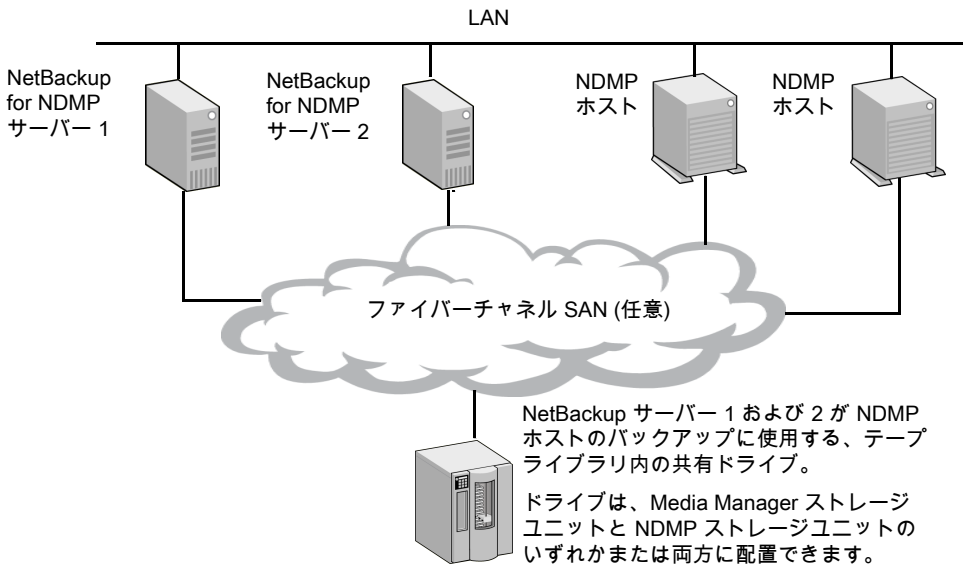 LAN
NetBackup
for NDMP
サーバー 1
NetBackup
for NDMP
サーバー 2
NDMP
ホスト
NDMP
ホスト
ファイバーチャネル SAN (任意)
NetBackup サーバー 1 および 2 が NDMP
ホストのバックアップに使用する、テープ
ライブラリ内の共有ドライブ。
ドライブは、Media Manager ストレージ
ユニットと NDMP ストレージユニットの
いずれかまたは両方に配置できます。